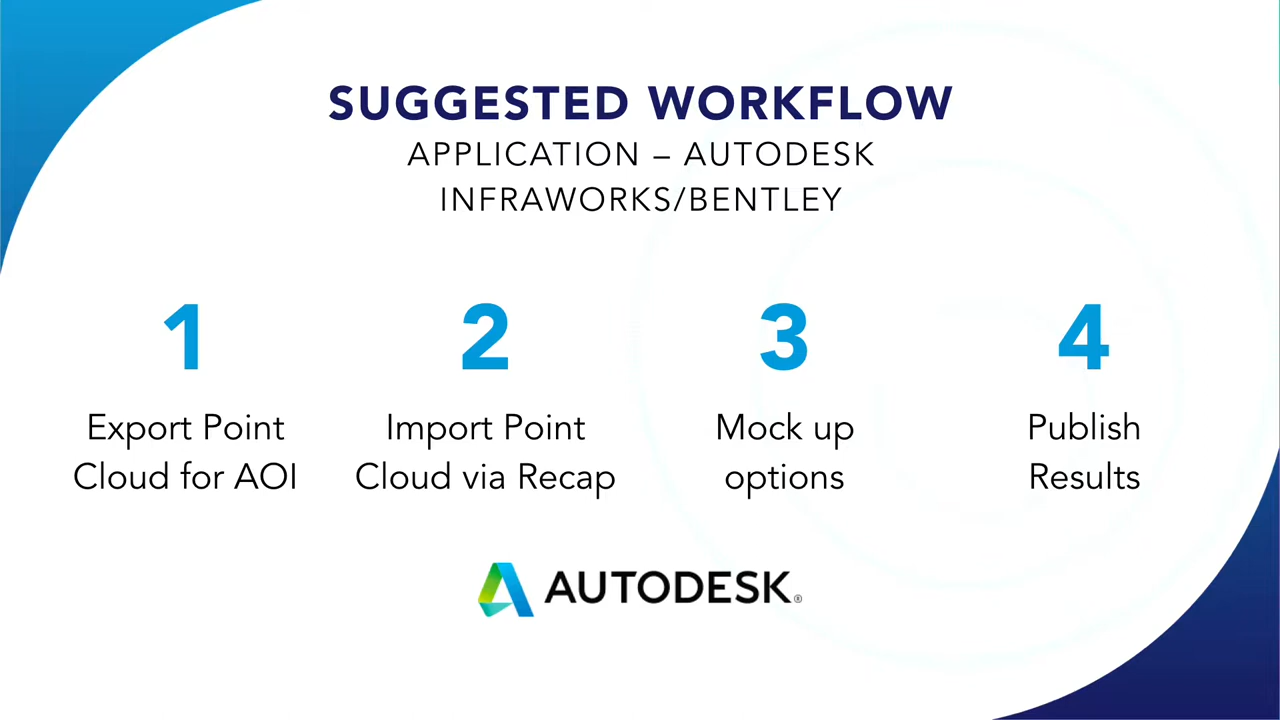 SUGGESTED WORKFLOW
APPLICATION – AUTODESK
INFRAWORKS/BENTLEY
1
Export Point
Cloud for AOI
2
Import Point
Cloud via Recap
3
Mock up
options
4
Publish
Results
AUTODESK®